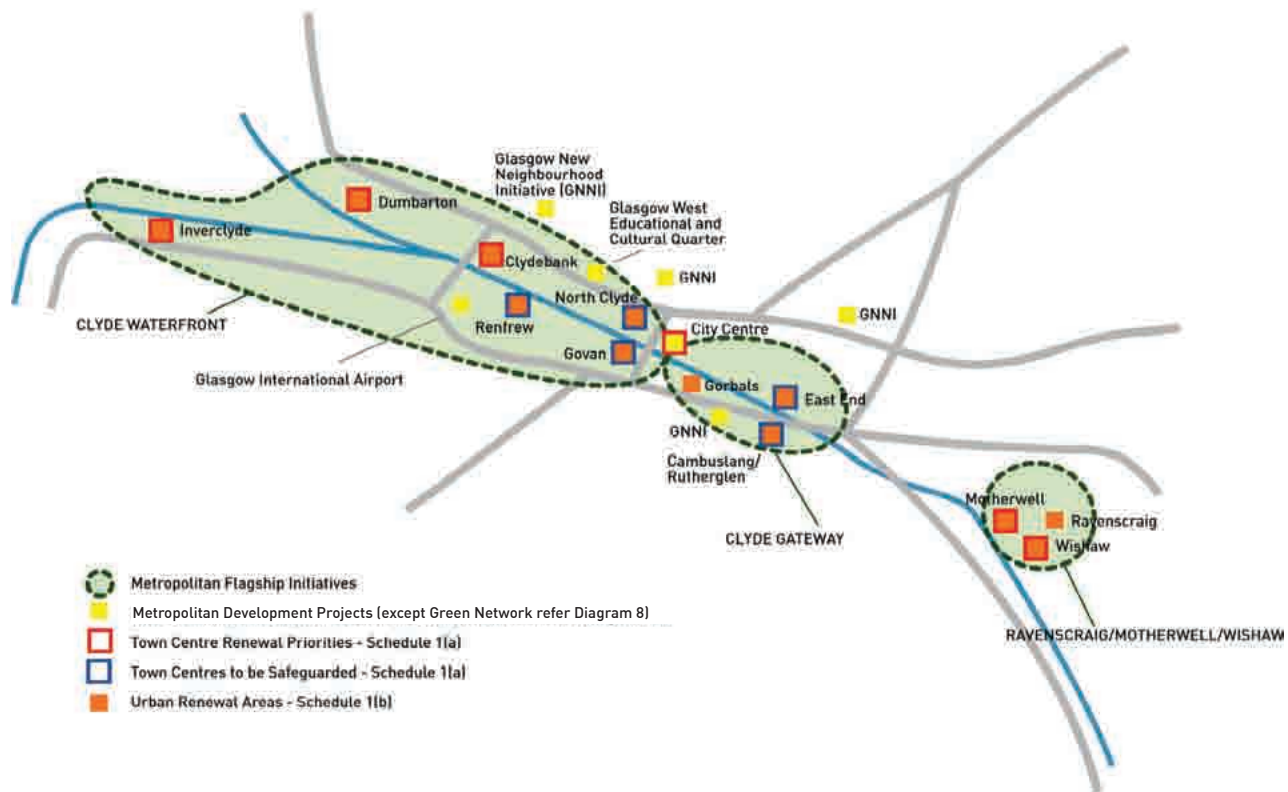 Glasgow New
Neighbourhood
Initiative (GNNI)
Glasgow West
Educational and
Cultural Quarter
Dumbarton
Inverclyde
Clydebank
GNNI
North Clyde
CLYDE WATERFRONT
Renfrew
City Centre
GNNI
Govan
Glasgow International Airport
Gorbals
East End
GNNI
Cambuslang/
Rutherglen
Motherwell
Ravenscraig
CLYDE GATEWAY
Wishaw
Metropolitan Flagship Initiatives
Metropolitan Development Projects (except Green Network refer Diagram 8)
Town Centre Renewal Priorities - Schedule 1(a)
RAVENSCRAIG/MOTHERWELL/WISHAW
Town Centres to be Safeguarded - Schedule 1(a)
Urban Renewal Areas - Schedule 1(b)